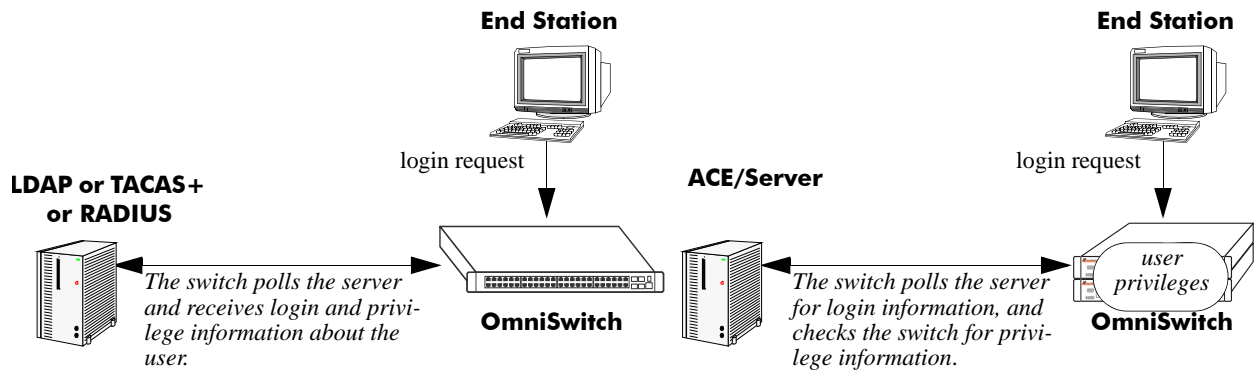 End Station
login request
LDAP or TACAS+
or RADIUS
The switch polls the server
and receives login and privi-
lege information about the
user.
OmniSwitch
End Station
login request
ACE/Server
user
privileges
The switch polls the server
for login information, and
checks the switch for privi-
lege information.
OmniSwitch